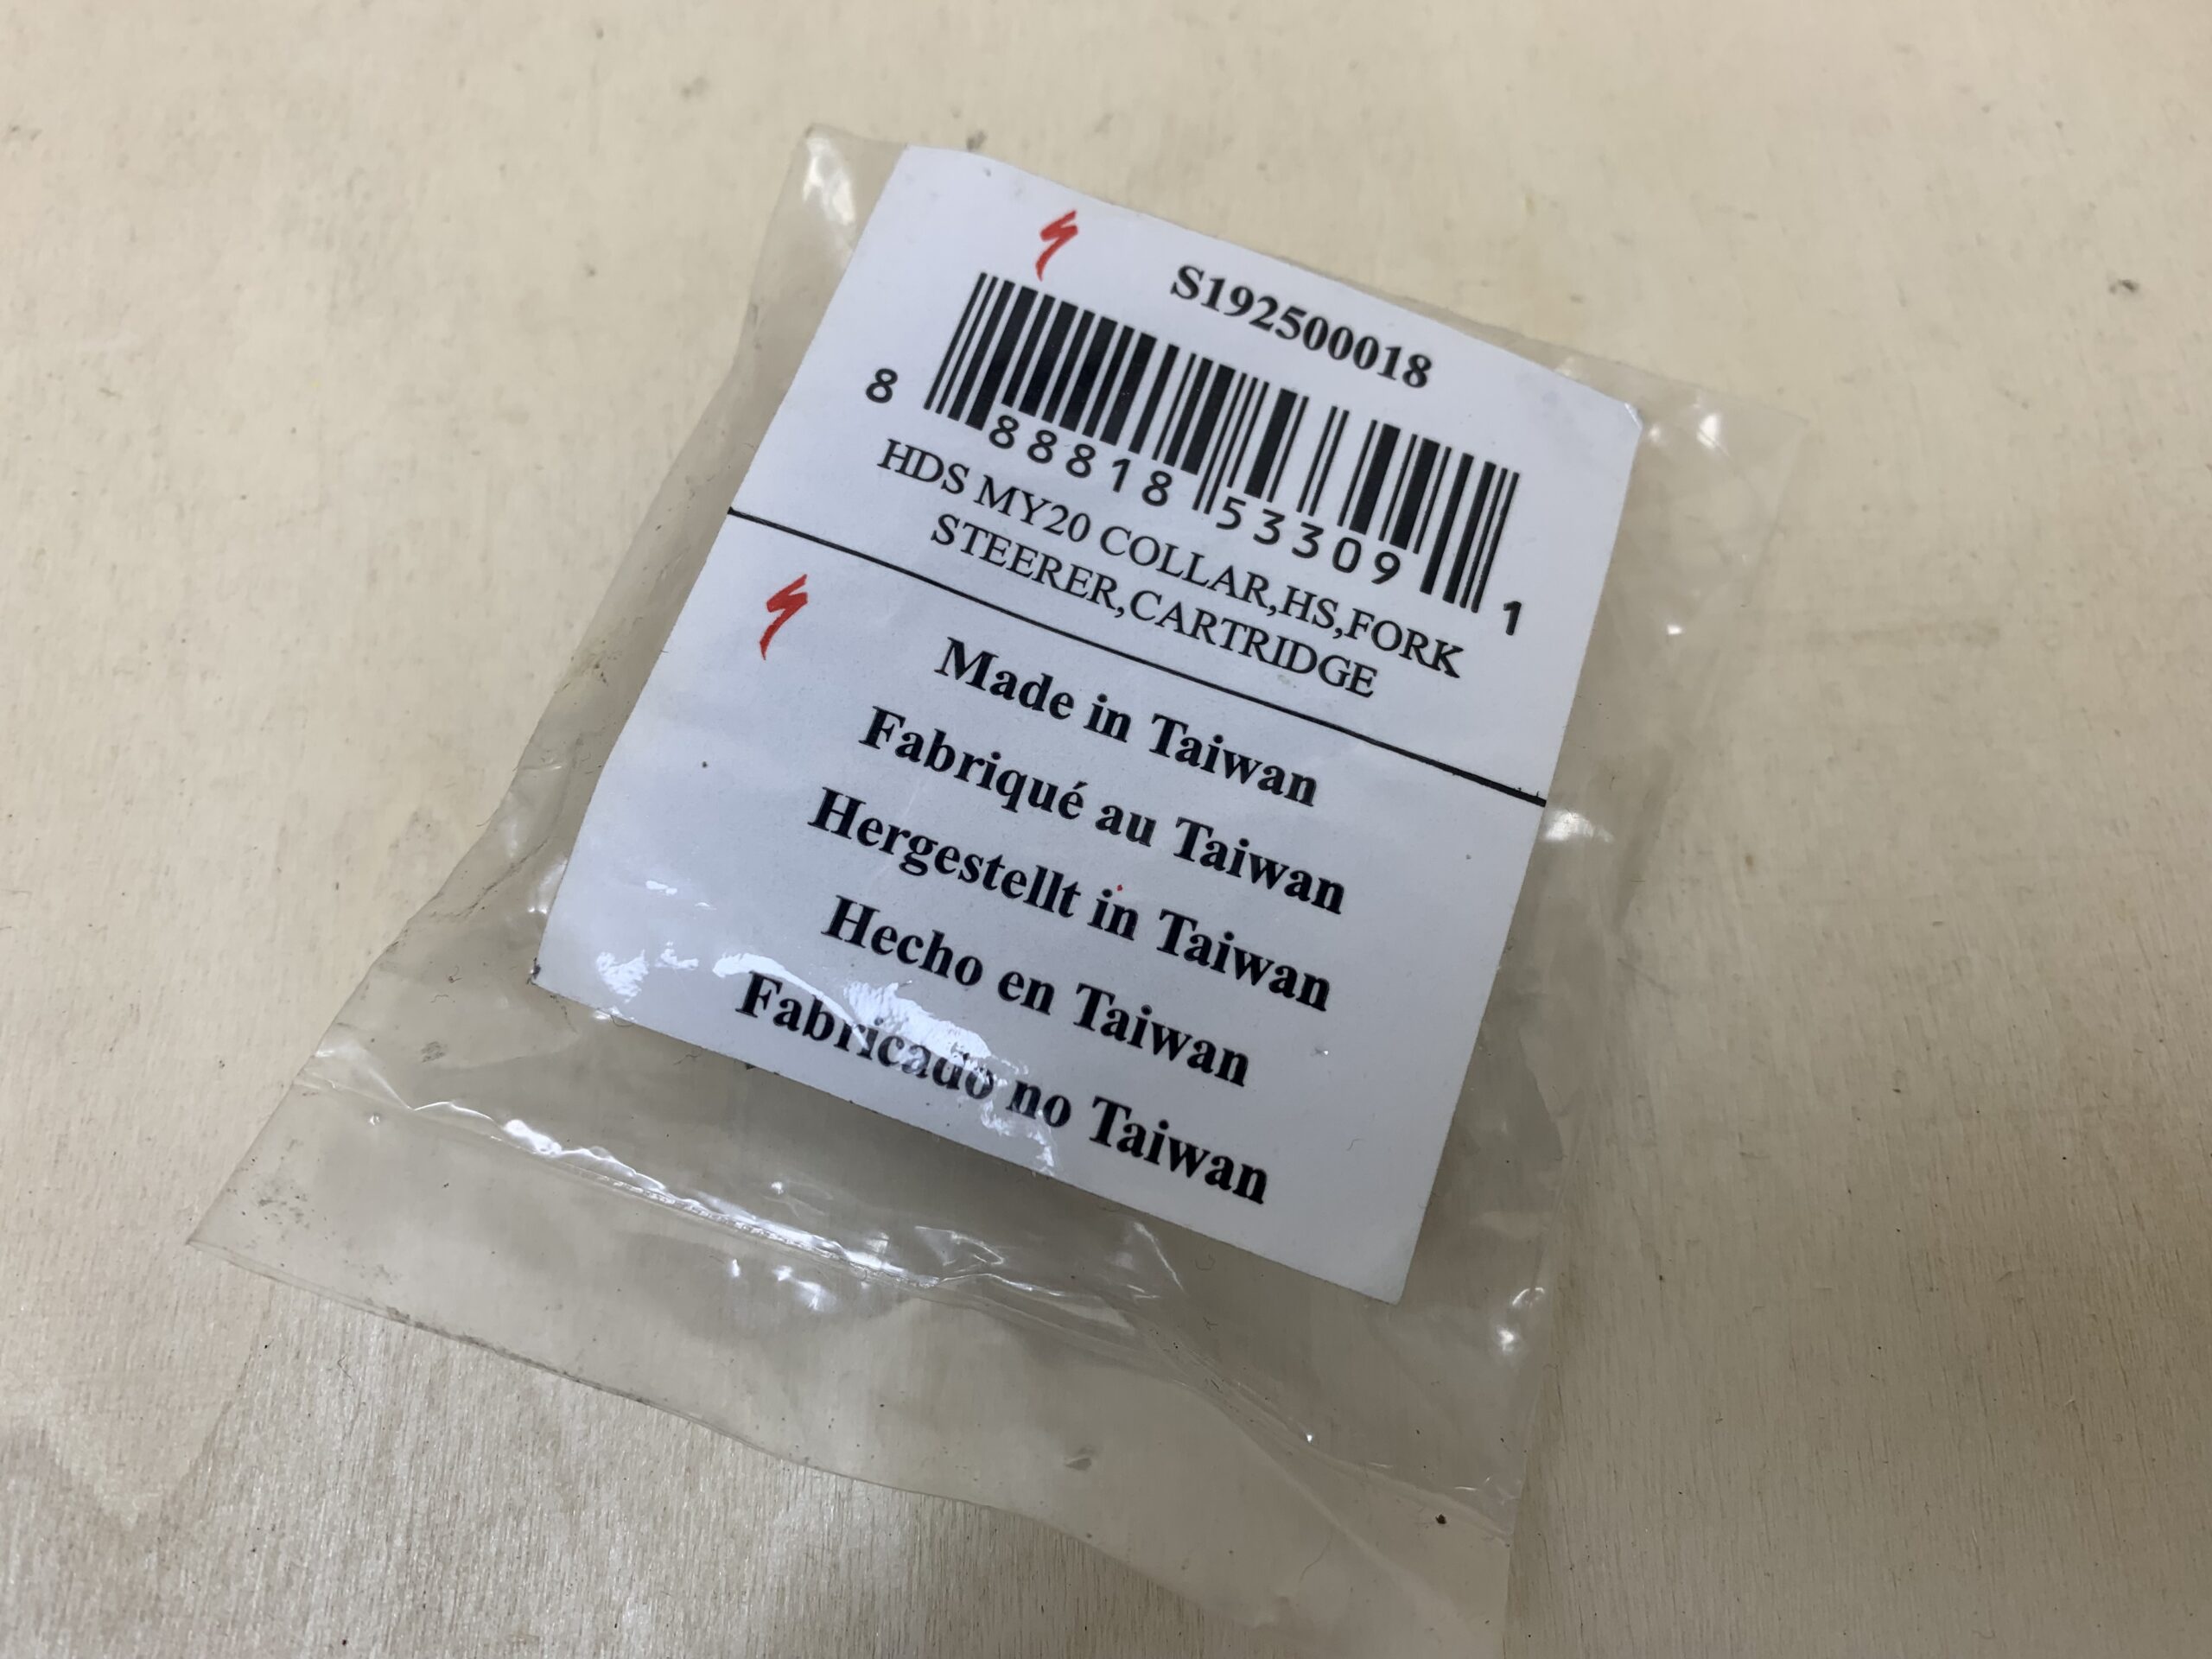 S192500018
8 88818 53309 1
HDS MY20 COLLAR,HS,FORK
STEERER,CARTRIDGE
Made in Taiwan
Fabriqué au Taiwan
Hergestellt in Taiwan
Hecho en Taiwan
Fabricado no Taiwan